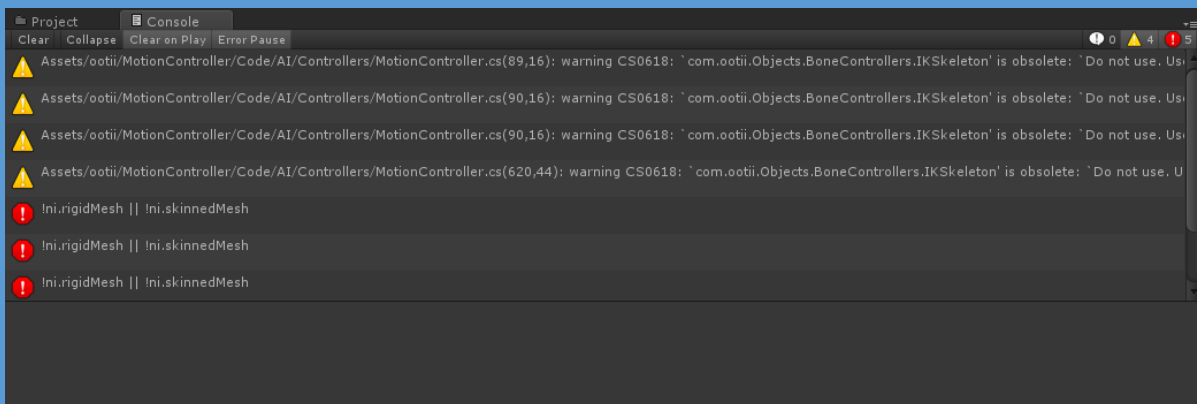 Project Console
Clear Collapse Clear on Play Error Pause 0 4 5
Assets/ootii/MotionController/Code/AI/Controllers/MotionController.cs(89,16): warning CS0618: `com.ootii.Objects.BoneControllers.IKSkeleton' is obsolete: `Do not use. Us
Assets/ootii/MotionController/Code/AI/Controllers/MotionController.cs(90,16): warning CS0618: `com.ootii.Objects.BoneControllers.IKSkeleton' is obsolete: `Do not use. Us
Assets/ootii/MotionController/Code/AI/Controllers/MotionController.cs(90,16): warning CS0618: `com.ootii.Objects.BoneControllers.IKSkeleton' is obsolete: `Do not use. Us
Assets/ootii/MotionController/Code/AI/Controllers/MotionController.cs(620,44): warning CS0618: `com.ootii.Objects.BoneControllers.IKSkeleton' is obsolete: `Do not use. U
!ni.rigidMesh || !ni.skinnedMesh
!ni.rigidMesh || !ni.skinnedMesh
!ni.rigidMesh || !ni.skinnedMesh